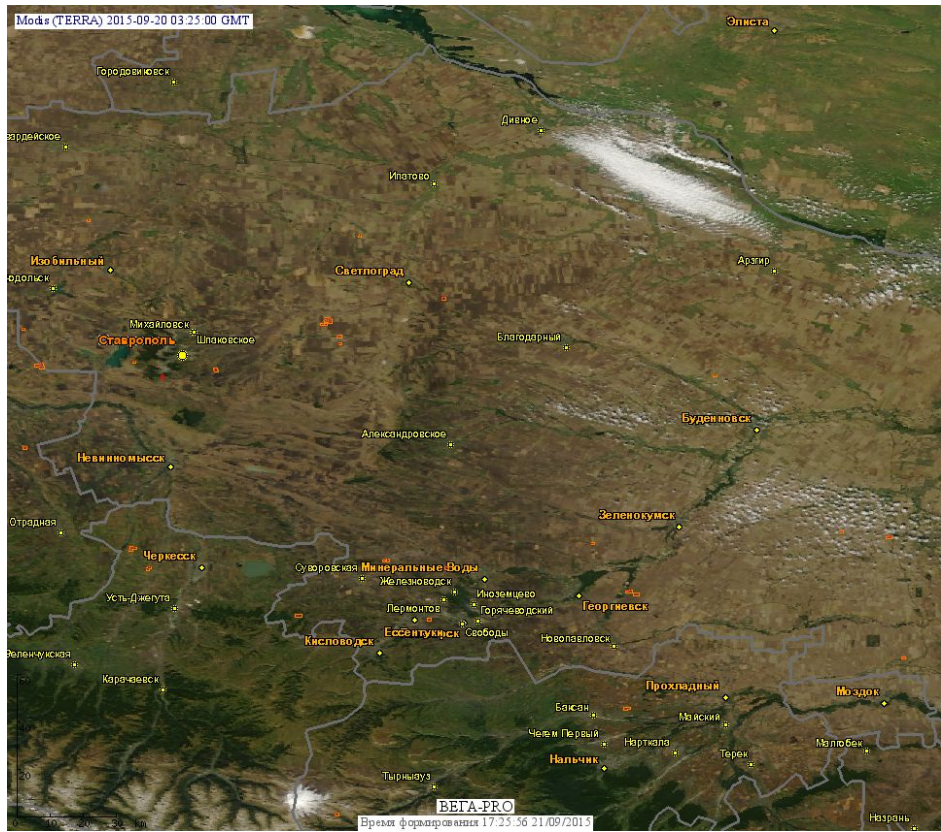 Modis (TERRA) 2015-09-20 03:25:00 GMT
Элиста
Городовиковск
Дивное
вардейское
Ипатово
Изобильный
Светлоград
Арзгир
одольск
Михайловск
Ставрополь
Шпаковское
Благодарный
Буденновск
Александровское
Невинномысск
Зеленокумск
Отрадная
Черкесск
Суворовская
Минеральные Воды
Железноводск
Иноземцево
Усть-Джегута
Лермонтов
Горячеводский
Георгиевск
Ессентуки
Свободы
Кисловодск
Новопавловск
Зеленчукская
Карачаевск
Прохладный
Моздок
Баксан
Майский
Чегем Первый
Нарткала
Малгобек
Терек
Нальчик
Тырныауз
ВЕГА-PRO
Назрань
Время формирования 17:25:56 21/09/2015